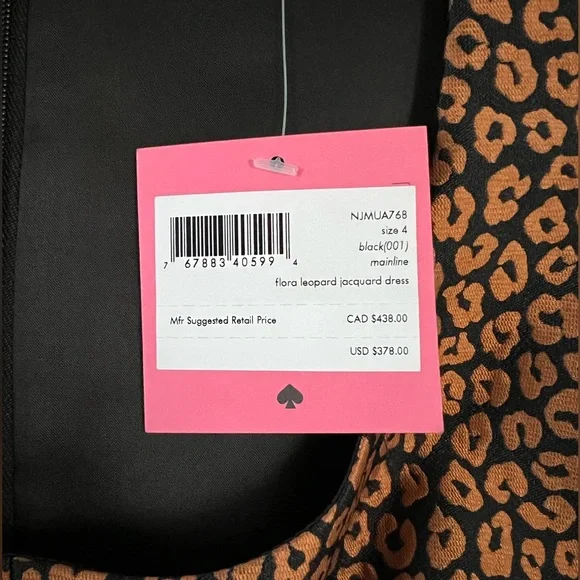 NJMUA768
size 4
black(001)
mainline
7 67883 40599 4
flora leopard jacquard dress
Mfr Suggested Retail Price CAD $438.00
USD $378.00